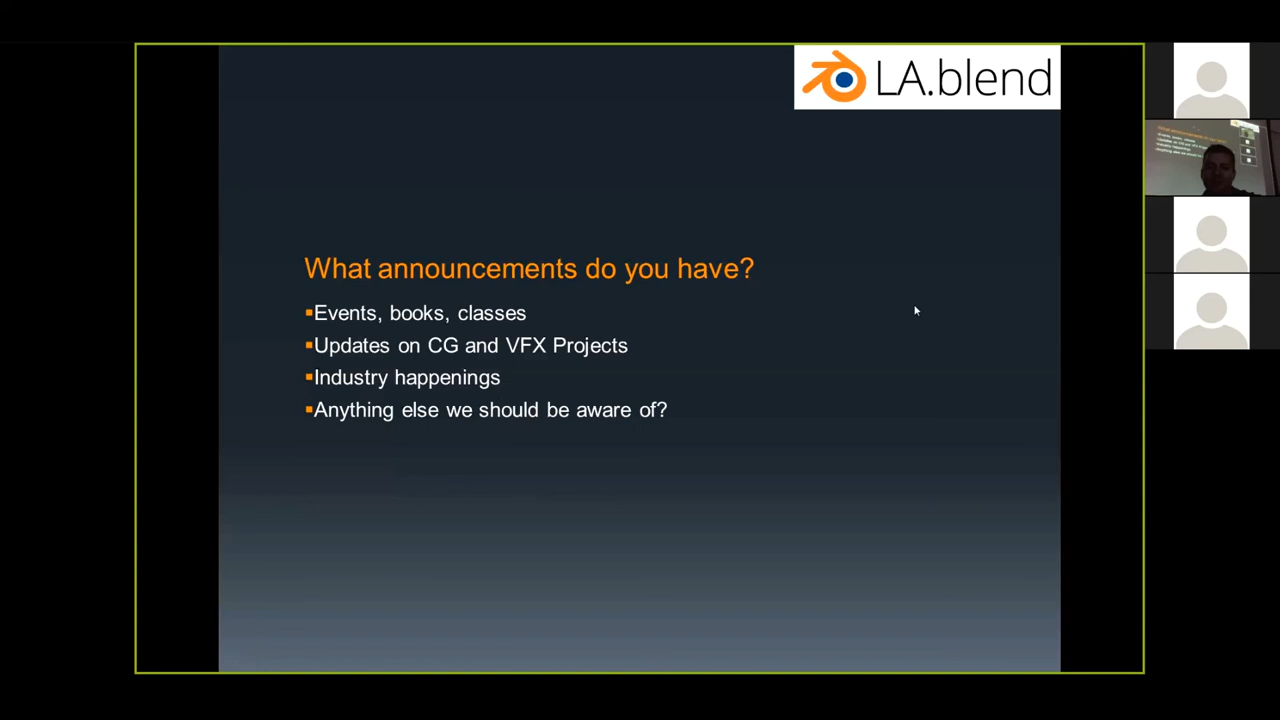 LA.blend
What announcements do you have?
▪Events, books, classes
▪Updates on CG and VFX Projects
▪Industry happenings
▪Anything else we should be aware of?